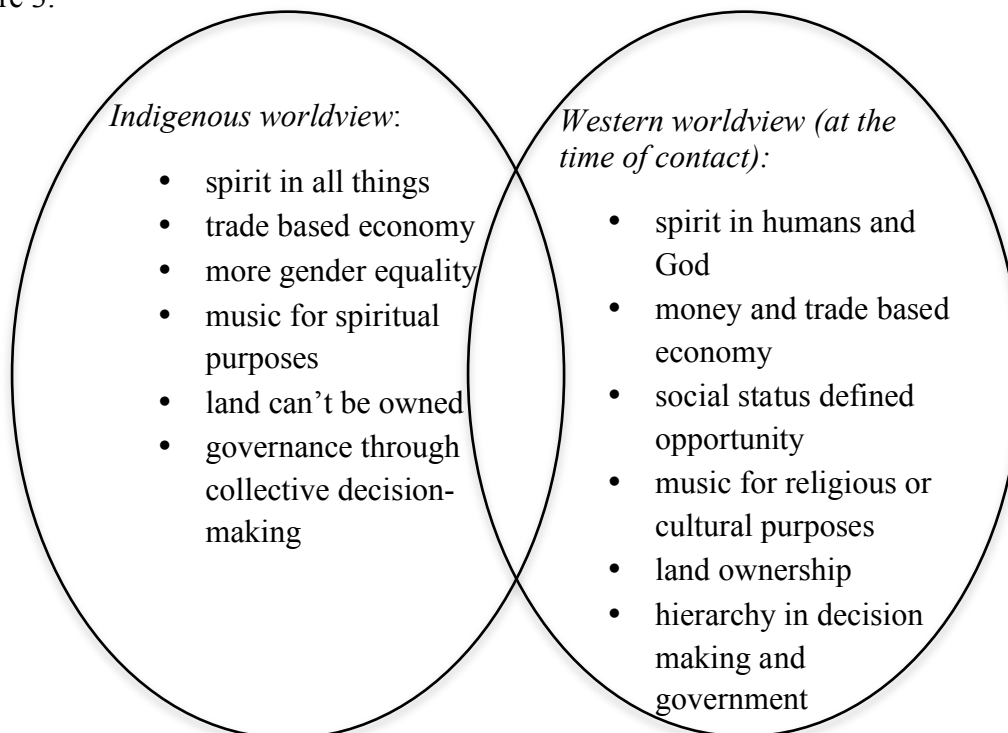 re 3:
Indigenous worldview:
• spirit in all things
• trade based economy
• more gender equality
• music for spiritual
purposes
• land can’t be owned
• governance through
collective decision-
making
Western worldview (at the
time of contact):
• spirit in humans and
God
• money and trade based
economy
• social status defined
opportunity
• music for religious or
cultural purposes
• land ownership
• hierarchy in decision
making and
government